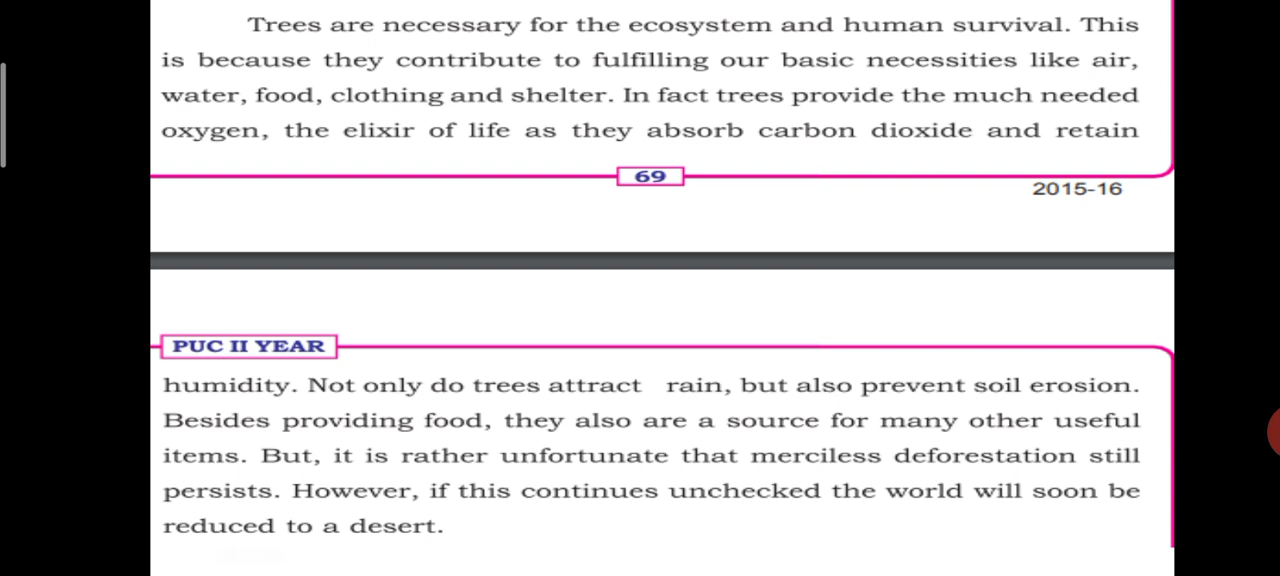 Trees are necessary for the ecosystem and human survival. This
is because they contribute to fulfilling our basic necessities like air,
water, food, clothing and shelter. In fact trees provide the much needed
oxygen, the elixir of life as they absorb carbon dioxide and retain
69
2015-16
PUC II YEAR
humidity. Not only do trees attract rain, but also prevent soil erosion.
Besides providing food, they also are a source for many other useful
items. But, it is rather unfortunate that merciless deforestation still
persists. However, if this continues unchecked the world will soon be
reduced to a desert.